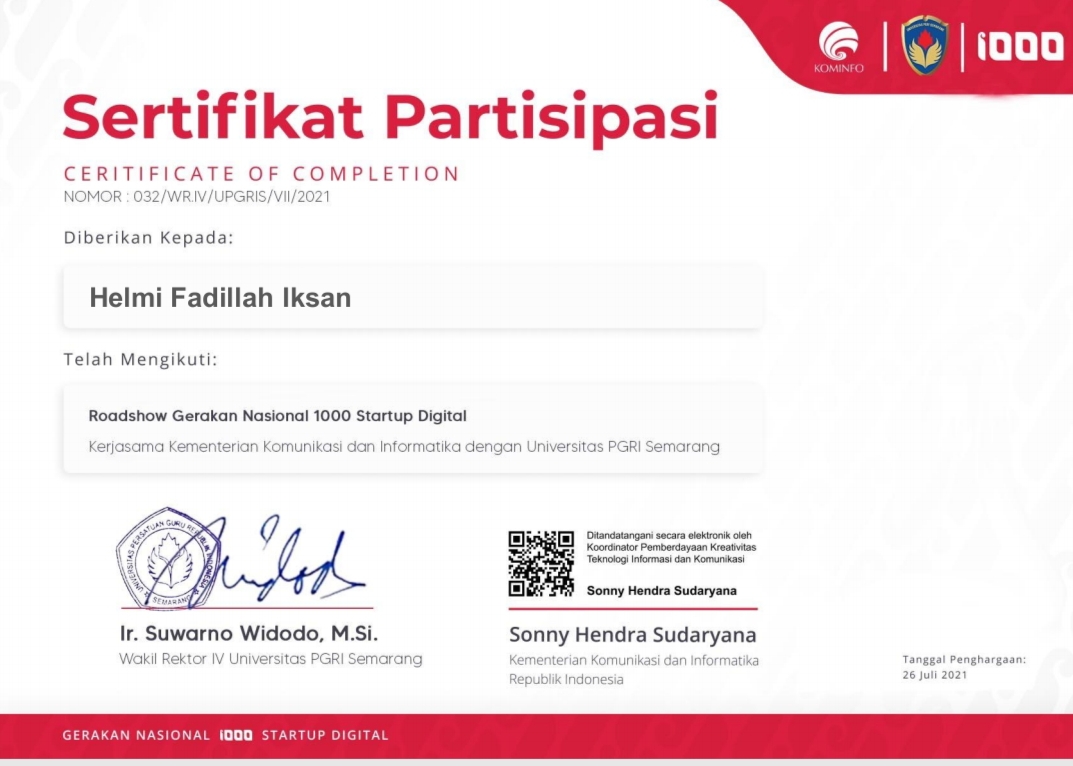 KOMINFO
i000
Sertifikat Partisipasi
CERITIFICATE OF COMPLETION
NOMOR : 032/WR.IV/UPGRIS/VII/2021
Diberikan Kepada:
Helmi Fadillah Iksan
Telah Mengikuti:
Roadshow Gerakan Nasional 1000 Startup Digital
Kerjasama Kementerian Komunikasi dan Informatika dengan Universitas PGRI Semarang
UNIVERSITAS PERSATUAN GURU REPUBLIK INDONESIA
SEMARANG
Ditandatangani secara elektronik oleh
Koordinator Pemberdayaan Kreativitas
Teknologi Informasi dan Komunikasi
Sonny Hendra Sudaryana
Ir. Suwarno Widodo, M.Si.
Wakil Rektor IV Universitas PGRI Semarang
Sonny Hendra Sudaryana
Kementerian Komunikasi dan Informatika
Republik Indonesia
Tanggal Penghargaan:
26 Juli 2021
GERAKAN NASIONAL i000 STARTUP DIGITAL